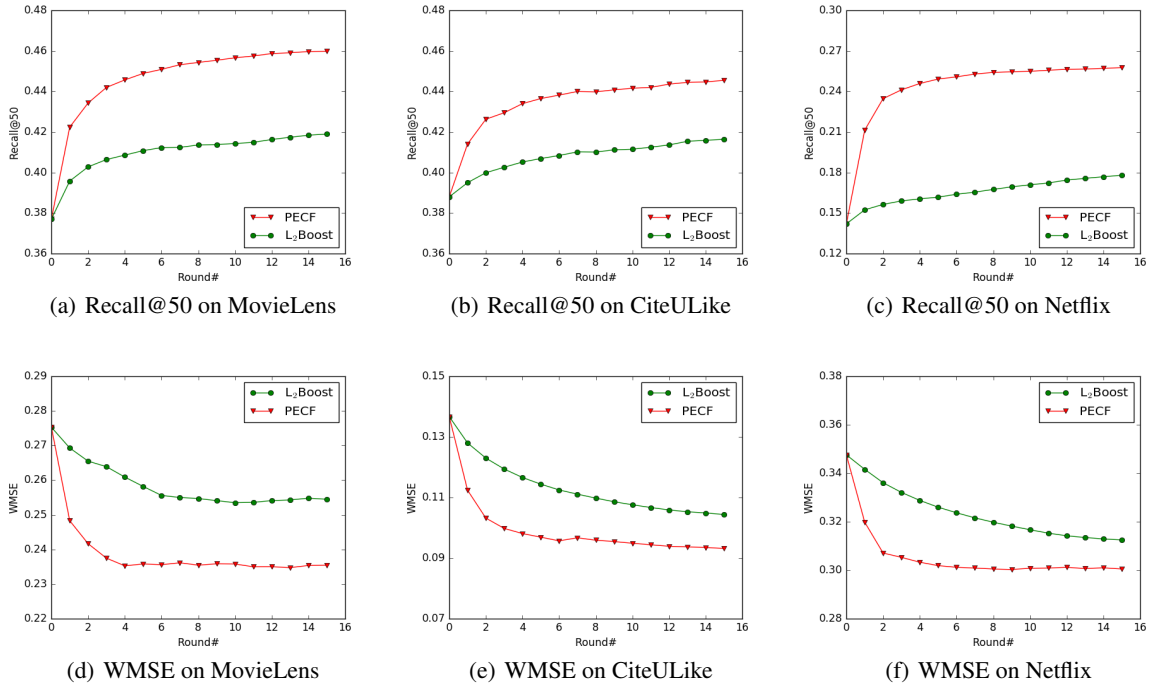 0.48
0.46
0.44
0.42
0.40
0.38
0.36
Recall@50
0 2 4 6 8 10 12 14 16
Round#
PECF
L₂Boost
(a) Recall@50 on MovieLens
0.48
0.46
0.44
0.42
0.40
0.38
0.36
Recall@50
0 2 4 6 8 10 12 14 16
Round#
PECF
L₂Boost
(b) Recall@50 on CiteULike
0.30
0.27
0.24
0.21
0.18
0.15
0.12
Recall@50
0 2 4 6 8 10 12 14 16
Round#
PECF
L₂Boost
(c) Recall@50 on Netflix
0.29
0.28
0.27
0.26
0.25
0.24
0.23
0.22
WMSE
0 2 4 6 8 10 12 14 16
Round#
L₂Boost
PECF
(d) WMSE on MovieLens
0.15
0.13
0.11
0.09
0.07
WMSE
0 2 4 6 8 10 12 14 16
Round#
L₂Boost
PECF
(e) WMSE on CiteULike
0.38
0.36
0.34
0.32
0.30
0.28
WMSE
0 2 4 6 8 10 12 14 16
Round#
L₂Boost
PECF
(f) WMSE on Netflix